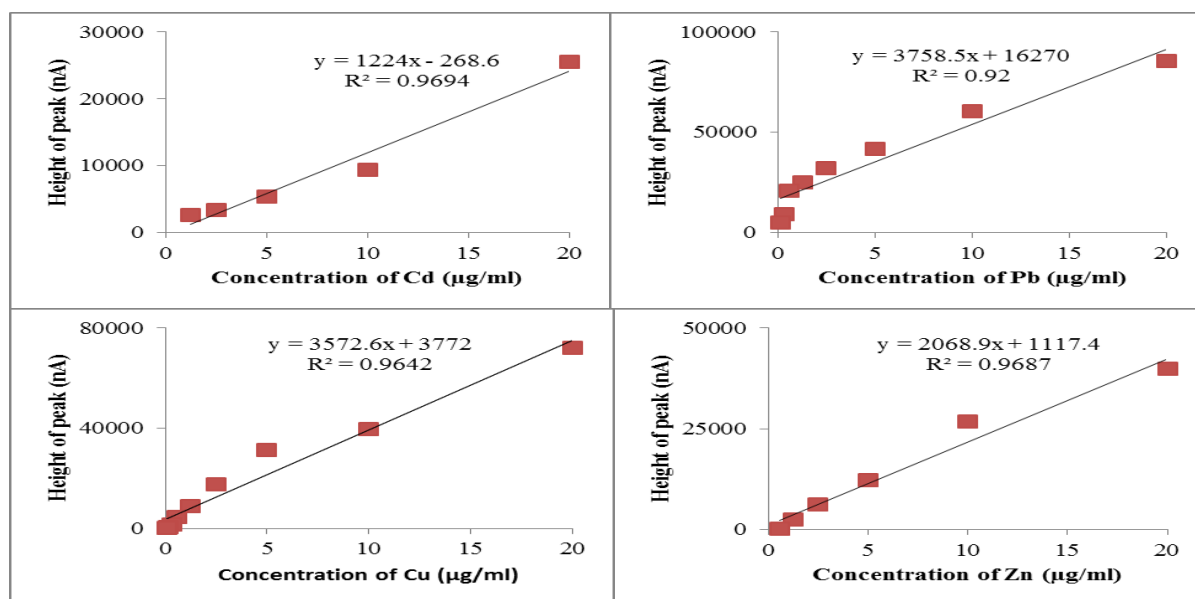 30000
20000
10000
0
Height of peak (nA)
y = 1224x - 268.6
R² = 0.9694
0 5 10 15 20
Concentration of Cd (µg/ml)
100000
50000
0
Height of peak (nA)
y = 3758.5x + 16270
R² = 0.92
0 5 10 15 20
Concentration of Pb (µg/ml)
80000
40000
0
Height of peak (nA)
y = 3572.6x + 3772
R² = 0.9642
0 5 10 15 20
Concentration of Cu (µg/ml)
50000
25000
0
Height of peak (nA)
y = 2068.9x + 1117.4
R² = 0.9687
0 5 10 15 20
Concentration of Zn (µg/ml)